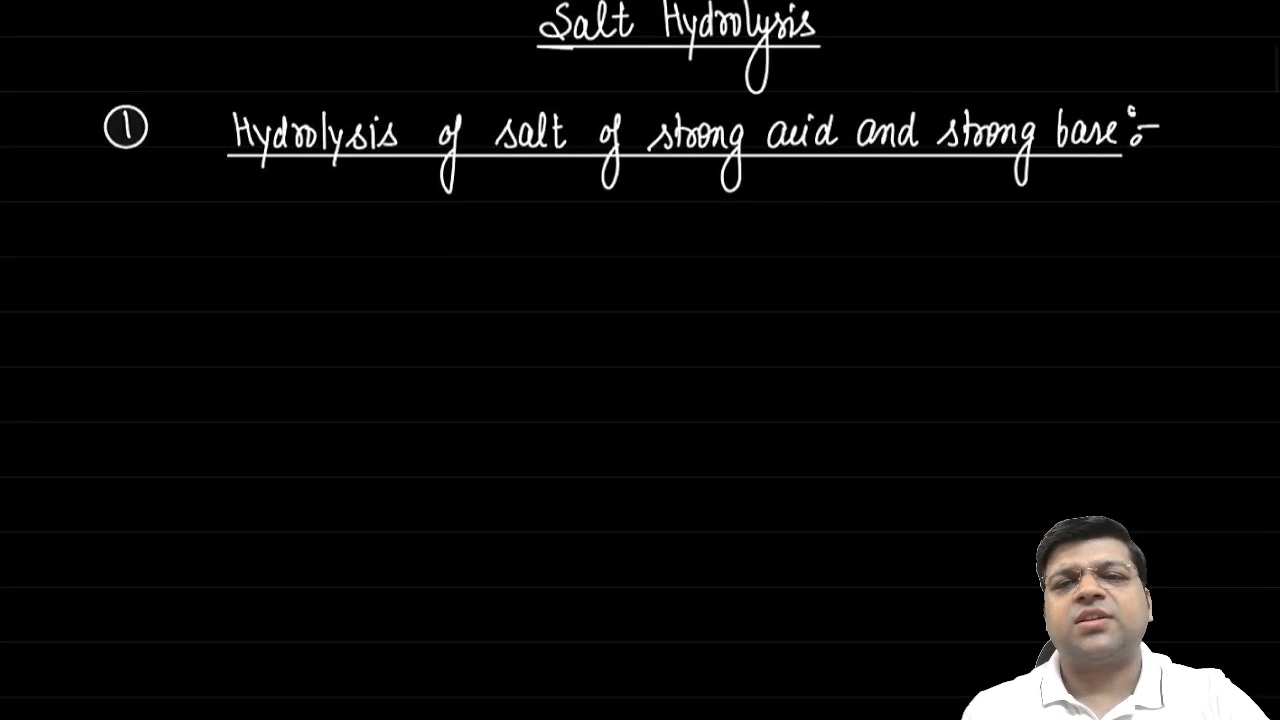 Salt Hydrolysis
① Hydrolysis of salt of strong acid and strong base :-